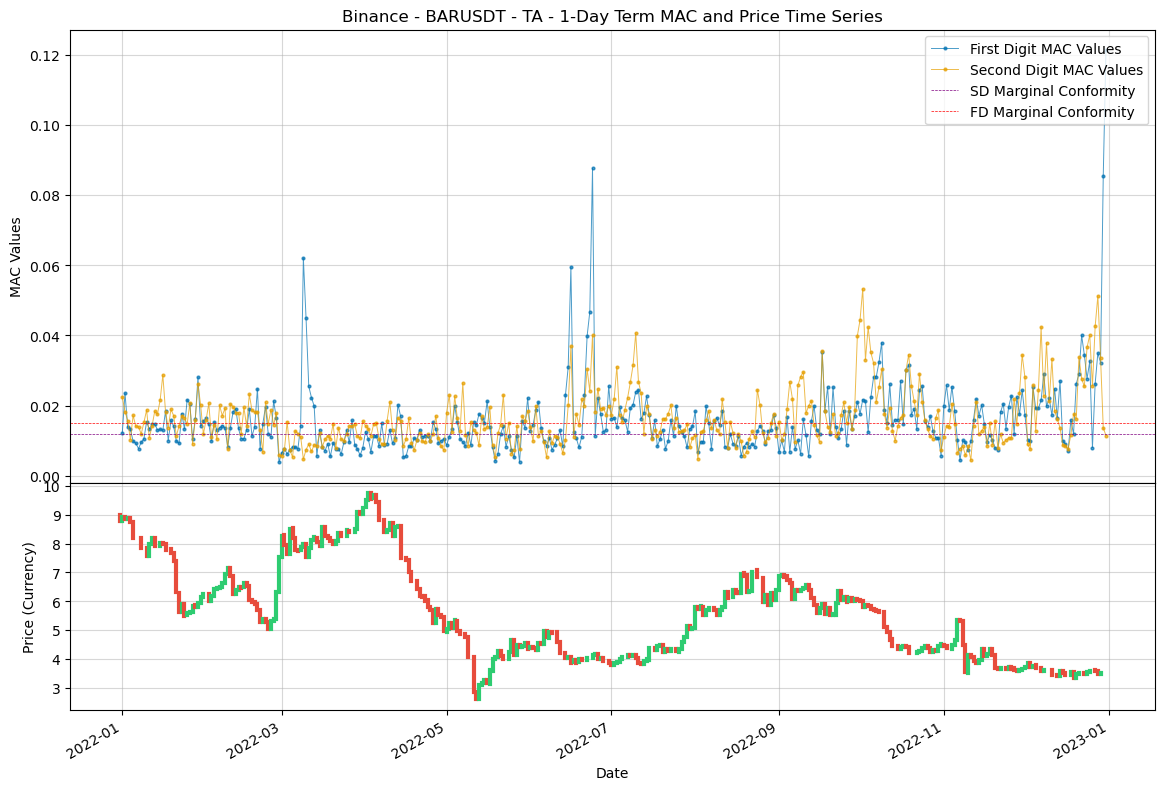 Binance - BARUSDT - TA - 1-Day Term MAC and Price Time Series
First Digit MAC Values
Second Digit MAC Values
SD Marginal Conformity
FD Marginal Conformity
MAC Values
0.12
0.10
0.08
0.06
0.04
0.02
0.00
Price (Currency)
10
9
8
7
6
5
4
3
2022-01
2022-03
2022-05
2022-07
2022-09
2022-11
2023-01
Date